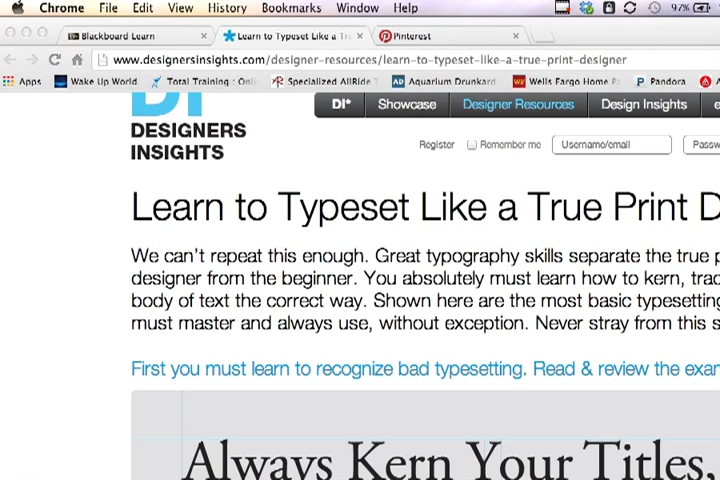 Chrome File Edit View History Bookmarks Window Help 97%
Blackboard Learn Learn to Typeset Like a Tr Pinterest
www.designersinsights.com/designer-resources/learn-to-typeset-like-a-true-print-designer
Apps Wake Up World Total Training : Onli Specialized AllRide T Aquarium Drunkard Wells Fargo Home Pa Pandora
DI
DESIGNERS
INSIGHTS
DI* Showcase Designer Resources Design Insights e
Register Remember me Username/email Passw
Learn to Typeset Like a True Print D
We can't repeat this enough. Great typography skills separate the true p
designer from the beginner. You absolutely must learn how to kern, trac
body of text the correct way. Shown here are the most basic typesetting
must master and always use, without exception. Never stray from this s
First you must learn to recognize bad typesetting. Read & review the exam
Always Kern Your Titles,